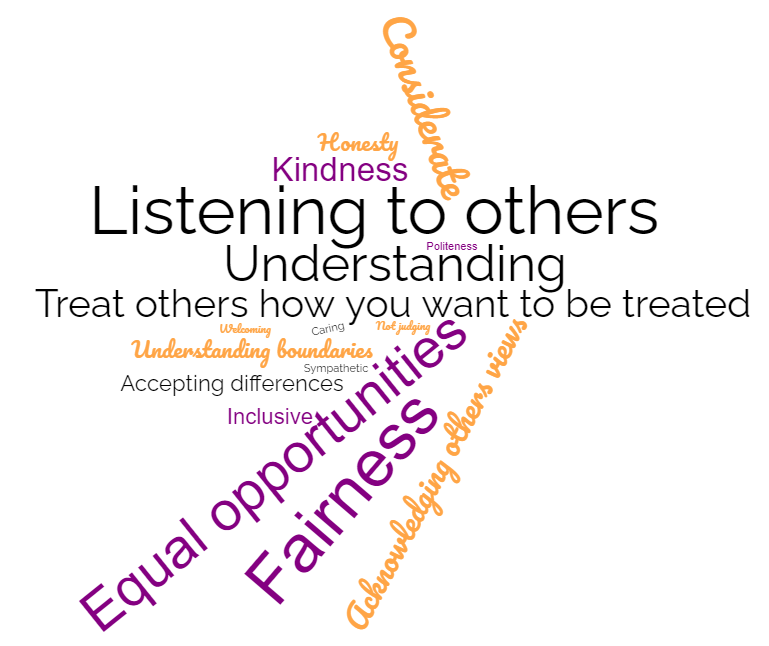 Considerate
Honesty
Kindness
Listening to others
Politeness
Understanding
Treat others how you want to be treated
Welcoming
Caring
Not judging
Understanding boundaries
Sympathetic
Accepting differences
Inclusive
Equal opportunities
Fairness
Acknowledging others views